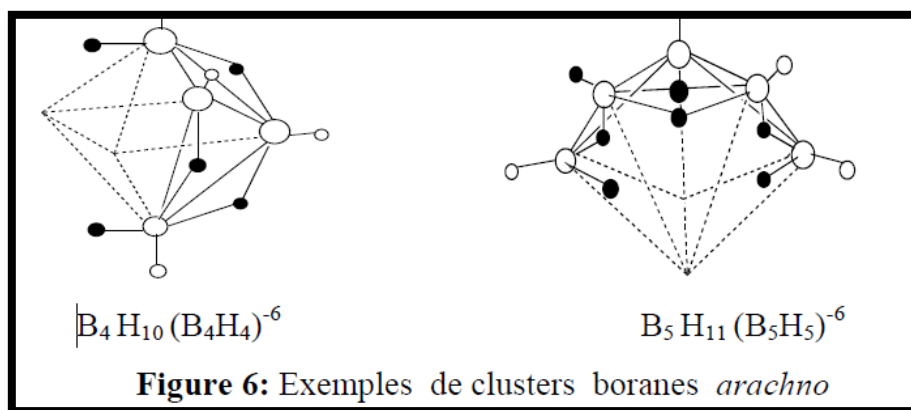 B₄ H₁₀ (B₄H₄)⁻⁶
B₅ H₁₁ (B₅H₅)⁻⁶
Figure 6: Exemples de clusters boranes arachno